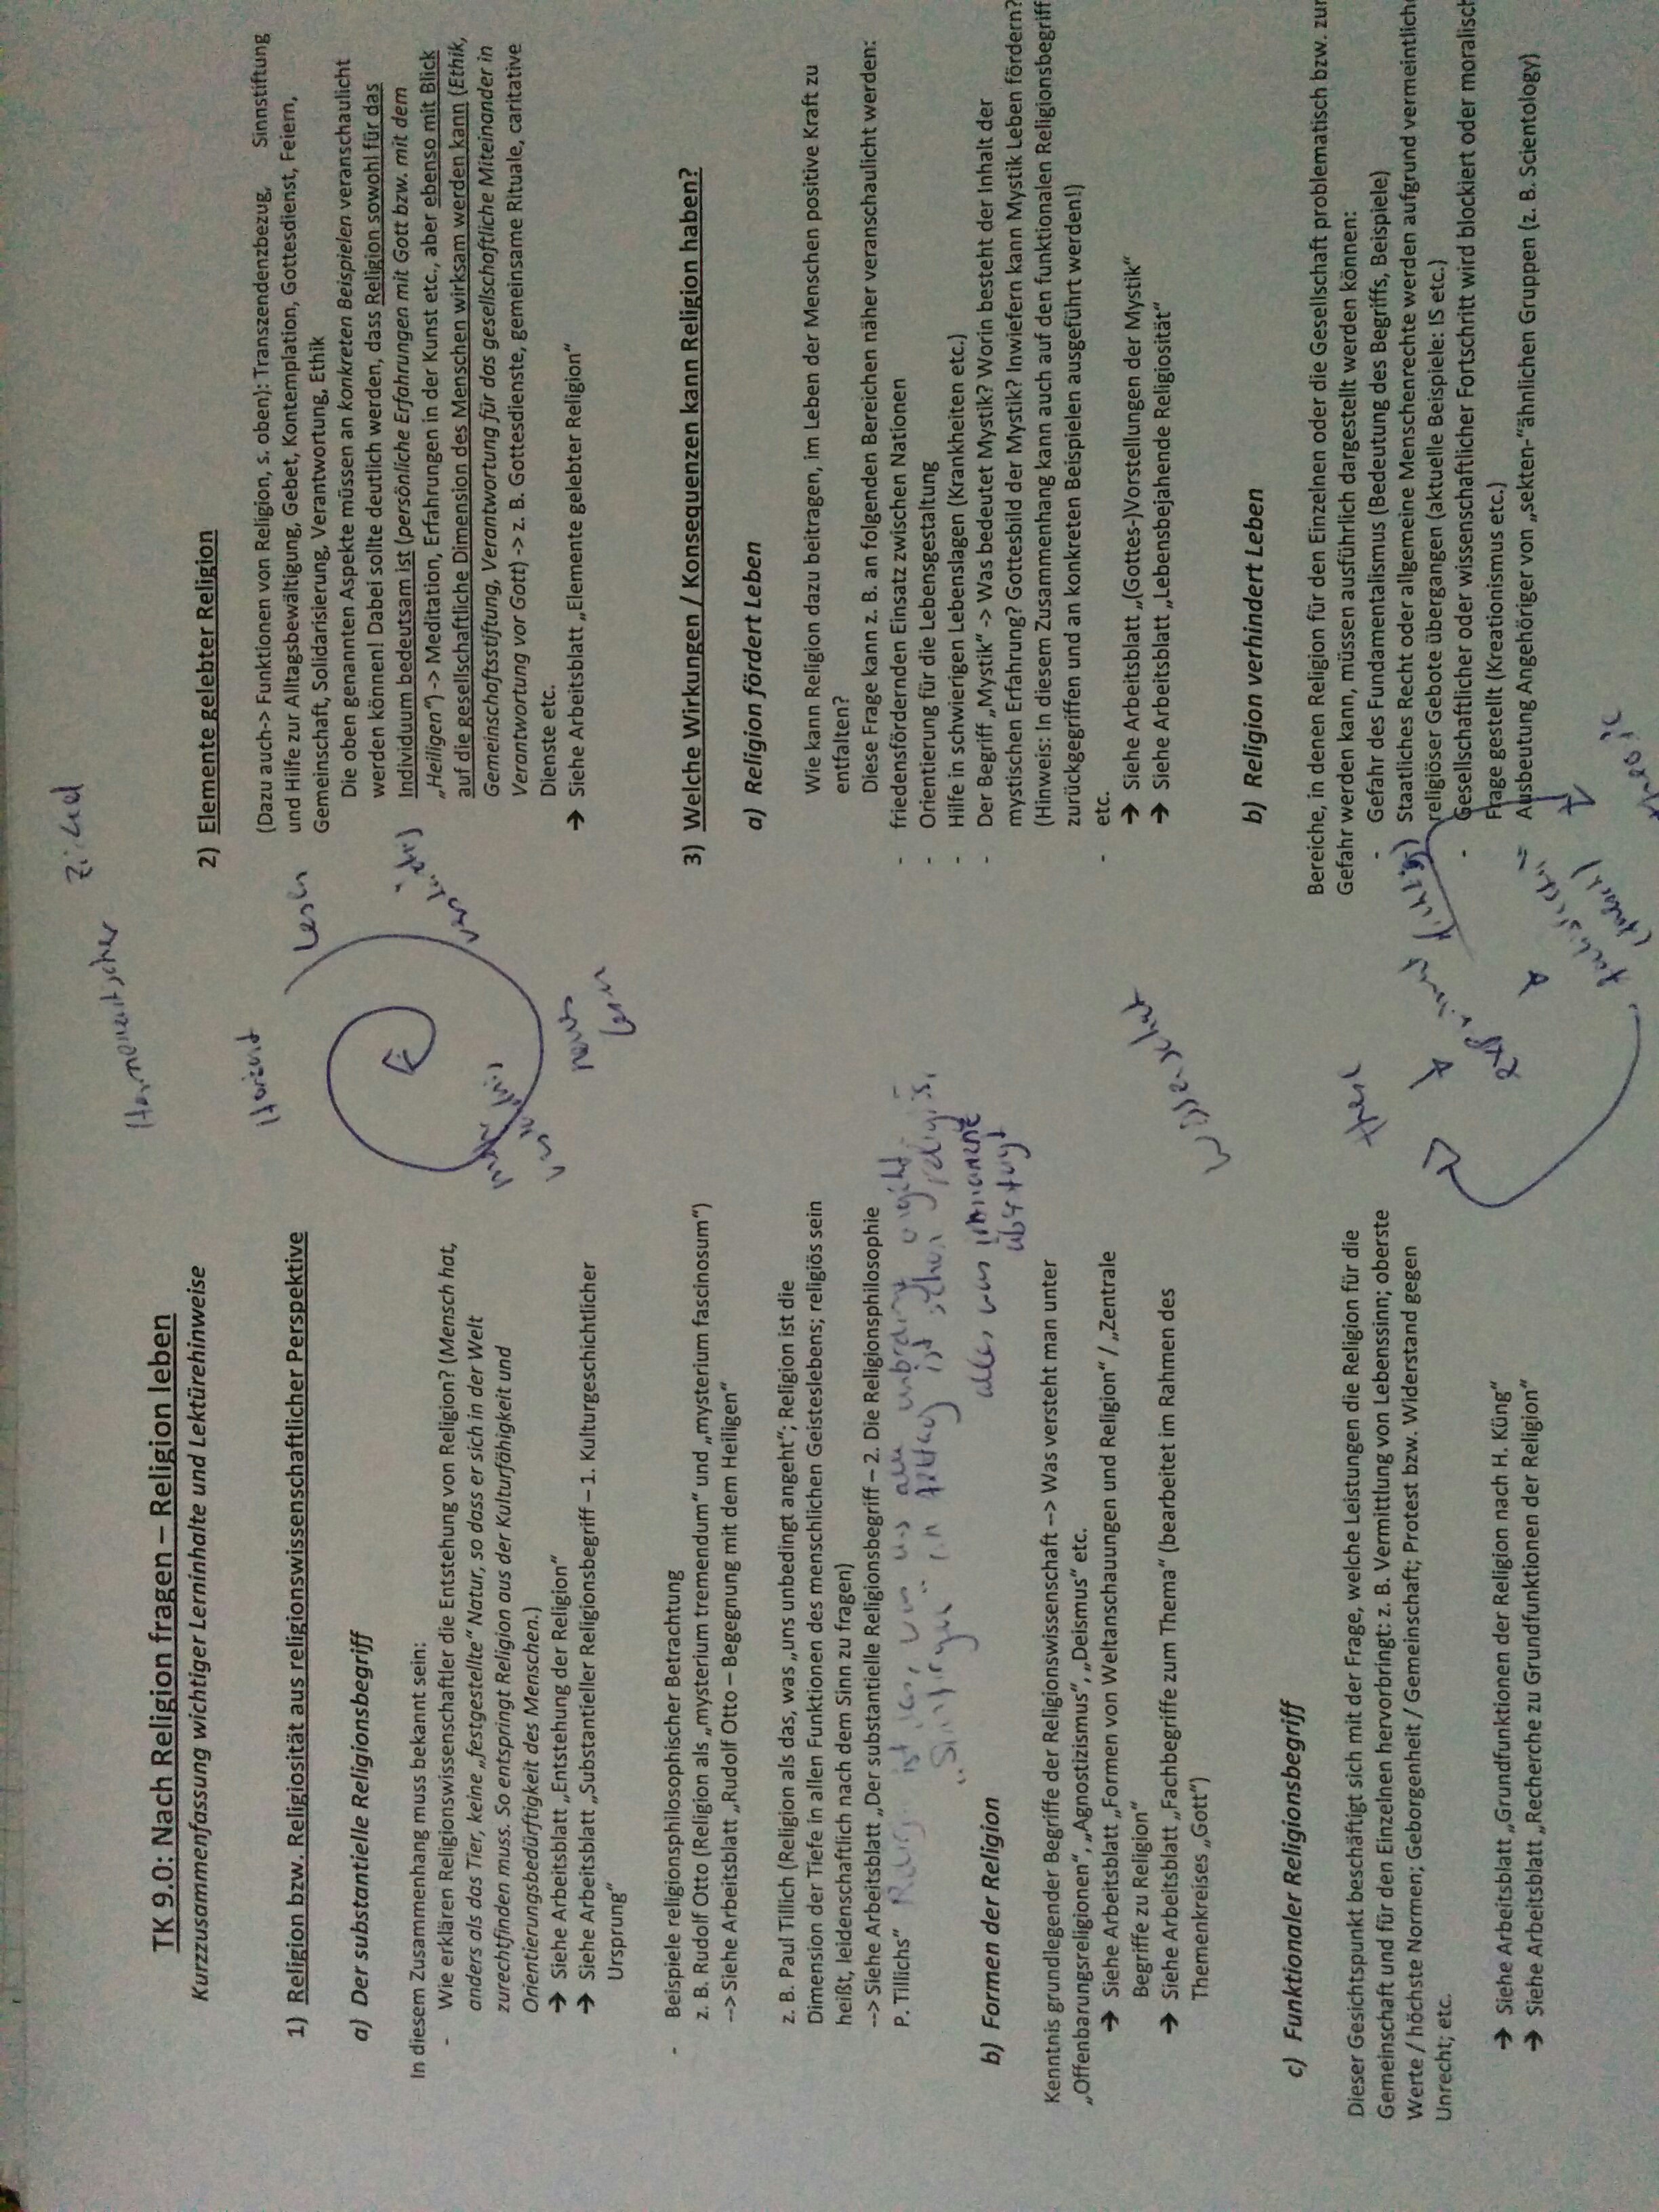 TK 9.0: Nach Religion fragen – Religion leben
Kurzzusammenfassung wichtiger Lerninhalte und Lektürehinweise
1) Religion bzw. Religiosität aus religionswissenschaftlicher Perspektive
a) Der substantielle Religionsbegriff
In diesem Zusammenhang muss bekannt sein:
- Wie erklären Religionswissenschaftler die Entstehung von Religion? (Mensch hat,
anders als das Tier, keine „festgestellte“ Natur, so dass er sich in der Welt
zurechtfinden muss. So entspringt Religion aus der Kulturfähigkeit und
Orientierungsbedürftigkeit des Menschen.)
➔ Siehe Arbeitsblatt „Entstehung der Religion“
➔ Siehe Arbeitsblatt „Substantieller Religionsbegriff – 1. Kulturgeschichtlicher
Ursprung“
- Beispiele religionsphilosophischer Betrachtung
z. B. Rudolf Otto (Religion als „mysterium tremendum“ und „mysterium fascinosum“)
--> Siehe Arbeitsblatt „Rudolf Otto – Begegnung mit dem Heiligen“
z. B. Paul Tillich (Religion als das, was „uns unbedingt angeht“; Religion ist die
Dimension der Tiefe in allen Funktionen des menschlichen Geisteslebens; religiös sein
heißt, leidenschaftlich nach dem Sinn zu fragen)
--> Siehe Arbeitsblatt „Der substantielle Religionsbegriff – 2. Die Religionsphilosophie
P. Tillichs“
ist das, was uns alle unbedingt angeht
„Sinnfragen“ im Alltag ist schon religiös.
alles was Immanenz
übersteigt
b) Formen der Religion
Kenntnis grundlegender Begriffe der Religionswissenschaft --> Was versteht man unter
„Offenbarungsreligionen“, „Agnostizismus“, „Deismus“ etc.
➔ Siehe Arbeitsblatt „Formen von Weltanschauungen und Religion“ / „Zentrale
Begriffe zu Religion“
➔ Siehe Arbeitsblatt „Fachbegriffe zum Thema“ (bearbeitet im Rahmen des
Themenkreises „Gott“)
c) Funktionaler Religionsbegriff
Dieser Gesichtspunkt beschäftigt sich mit der Frage, welche Leistungen die Religion für die
Gemeinschaft und für den Einzelnen hervorbringt: z. B. Vermittlung von Lebenssinn; oberste
Werte / höchste Normen; Geborgenheit / Gemeinschaft; Protest bzw. Widerstand gegen
Unrecht; etc.
➔ Siehe Arbeitsblatt „Grundfunktionen der Religion nach H. Küng“
➔ Siehe Arbeitsblatt „Recherche zu Grundfunktionen der Religion“
Hermeneutischer Zirkel
Horizont
Lesen
neues
Lesen
Wissenschaft
2) Elemente gelebter Religion
(Dazu auch-> Funktionen von Religion, s. oben): Transzendenzbezug, Sinnstiftung
und Hilfe zur Alltagsbewältigung, Gebet, Kontemplation, Gottesdienst, Feiern,
Gemeinschaft, Solidarisierung, Verantwortung, Ethik
Die oben genannten Aspekte müssen an konkreten Beispielen veranschaulicht
werden können! Dabei sollte deutlich werden, dass Religion sowohl für das
Individuum bedeutsam ist (persönliche Erfahrungen mit Gott bzw. mit dem
„Heiligen“) -> Meditation, Erfahrungen in der Kunst etc., aber ebenso mit Blick
auf die gesellschaftliche Dimension des Menschen wirksam werden kann (Ethik,
Gemeinschaftsstiftung, Verantwortung für das gesellschaftliche Miteinander in
Verantwortung vor Gott) -> z. B. Gottesdienste, gemeinsame Rituale, caritative
Dienste etc.
➔ Siehe Arbeitsblatt „Elemente gelebter Religion“
3) Welche Wirkungen / Konsequenzen kann Religion haben?
a) Religion fördert Leben
Wie kann Religion dazu beitragen, im Leben der Menschen positive Kraft zu
entfalten?
Diese Frage kann z. B. an folgenden Bereichen näher veranschaulicht werden:
- friedensfördernden Einsatz zwischen Nationen
- Orientierung für die Lebensgestaltung
- Hilfe in schwierigen Lebenslagen (Krankheiten etc.)
- Der Begriff „Mystik“ -> Was bedeutet Mystik? Worin besteht der Inhalt der
mystischen Erfahrung? Gottesbild der Mystik? Inwiefern kann Mystik Leben fördern?
(Hinweis: In diesem Zusammenhang kann auch auf den funktionalen Religionsbegriff
zurückgegriffen und an konkreten Beispielen ausgeführt werden!)
- etc.
➔ Siehe Arbeitsblatt „(Gottes-)Vorstellungen der Mystik“
➔ Siehe Arbeitsblatt „Lebensbejahende Religiosität“
b) Religion verhindert Leben
Bereiche, in denen Religion für den Einzelnen oder die Gesellschaft problematisch bzw. zur
Gefahr werden kann, müssen ausführlich dargestellt werden können:
- Gefahr des Fundamentalismus (Bedeutung des Begriffs, Beispiele)
Staatliches Recht oder allgemeine Menschenrechte werden aufgrund vermeintlicher
religiöser Gebote übergangen (aktuelle Beispiele: IS etc.)
- Gesellschaftlicher oder wissenschaftlicher Fortschritt wird blockiert oder moralisch
Frage gestellt (Kreationismus etc.)
Ausbeutung Angehöriger von „sekten-“ähnlichen Gruppen (z. B. Scientology)